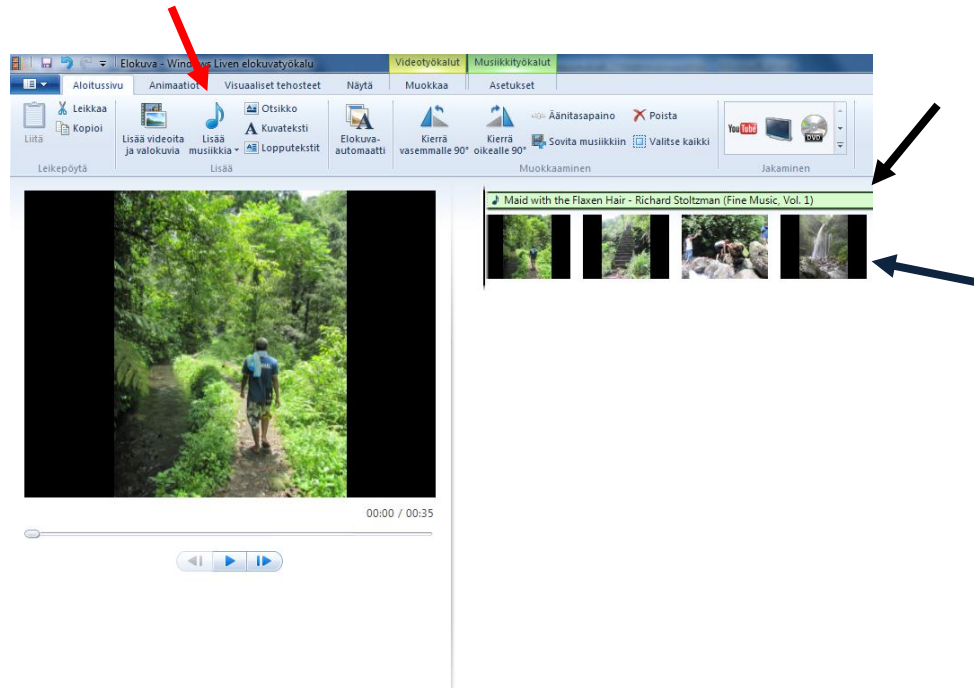 Elokuva - Windows Liven elokuvatyökalu
Videotyökalut
Musiikkityökalut
Aloitussivu
Animaatiot
Visuaaliset tehosteet
Näytä
Muokkaa
Asetukset
Liitä
Leikkaa
Kopioi
Leikepöytä
Lisää videoita
ja valokuvia
Lisää
musiikkia
Otsikko
Kuvateksti
Lopputekstit
Lisää
Elokuva-
automaatti
Kierrä
vasemmalle 90°
Kierrä
oikealle 90°
Äänitasapaino
Sovita musiikkiin
Poista
Valitse kaikki
Muokkaaminen
YouTube
DVD
Jakaminen
Maid with the Flaxen Hair - Richard Stoltzman (Fine Music, Vol. 1)
00:00 / 00:35